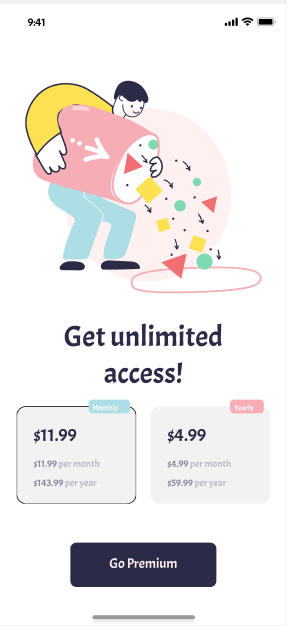 9:41
Get unlimited
access!
Monthly
$11.99
$11.99 per month
$143.99 per year
Yearly
$4.99
$4.99 per month
$59.99 per year
Go Premium